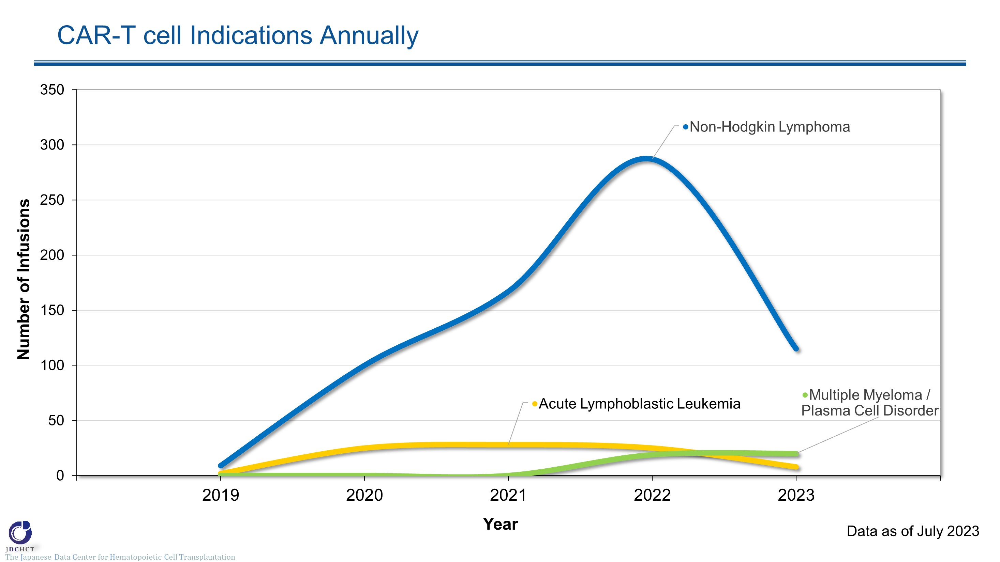 CAR-T cell Indications Annually
350
300
250
200
150
100
50
0
Number of Infusions
•Non-Hodgkin Lymphoma
•Acute Lymphoblastic Leukemia
•Multiple Myeloma /
Plasma Cell Disorder
2019 2020 2021 2022 2023
Year
Data as of July 2023
JDCHCT
The Japanese Data Center for Hematopoietic Cell Transplantation